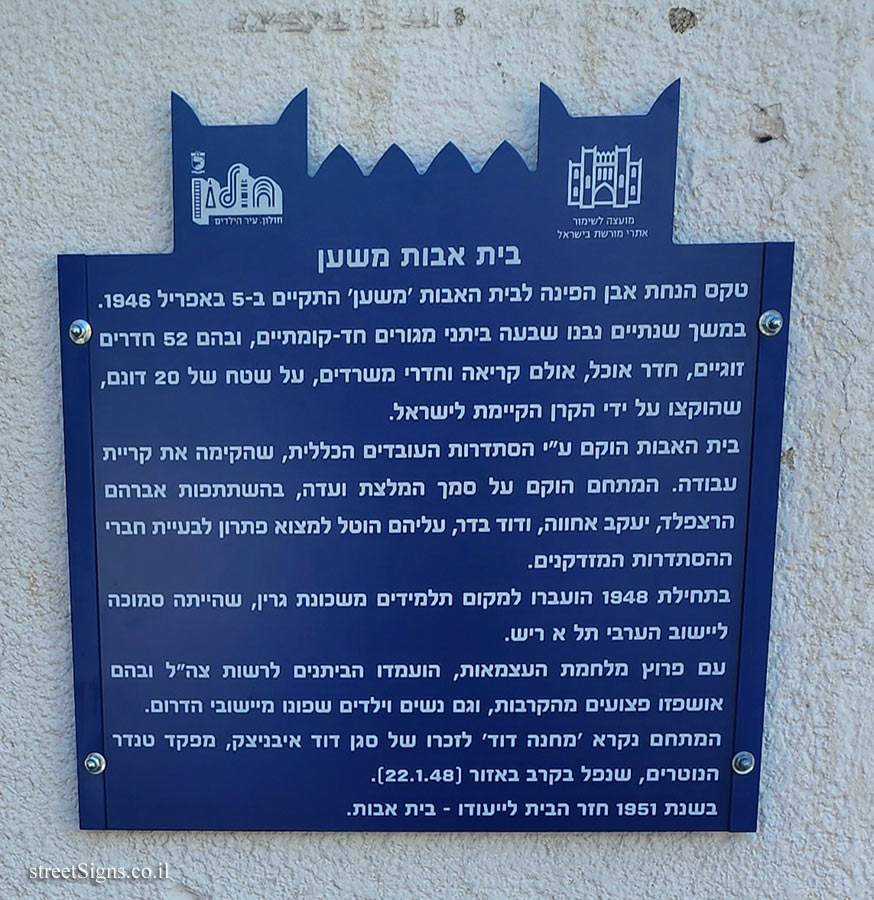 חולון
חולון. עיר הילדים
מועצה לשימור
אתרי מורשת בישראל
בית אבות משען
טקס הנחת אבן הפינה לבית האבות 'משען' התקיים ב-5 באפריל 1946.
במשך שנתיים נבנו שבעה ביתני מגורים חד-קומתיים, ובהם 52 חדרים
זוגיים, חדר אוכל, אולם קריאה וחדרי משרדים, על שטח של 20 דונם,
שהוקצו על ידי הקרן הקיימת לישראל.
בית האבות הוקם ע"י הסתדרות העובדים הכללית, שהקימה את קריית
עבודה. המתחם הוקם על סמך המלצת ועדה, בהשתתפות אברהם
הרצפלד, יעקב אחווה, ודוד בדר, עליהם הוטל למצוא פתרון לבעיית חברי
ההסתדרות המזדקנים.
בתחילת 1948 הועברו למקום תלמידים משכונת גרין, שהייתה סמוכה
ליישוב הערבי תל א ריש.
עם פרוץ מלחמת העצמאות, הועמדו הביתנים לרשות צה"ל ובהם
אושפזו פצועים מהקרבות, וגם נשים וילדים שפונו מיישובי הדרום.
המתחם נקרא 'מחנה דוד' לזכרו של סגן דוד איבניצק, מפקד טנדר
הנוטרים, שנפל בקרב באזור (22.1.48).
בשנת 1951 חזר הבית לייעודו - בית אבות.
streetSigns.co.il